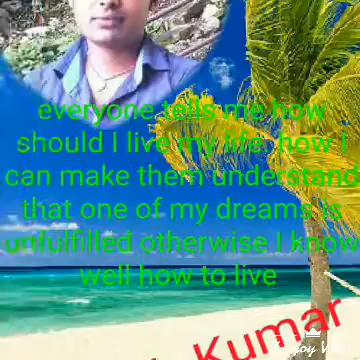 everyone tells me how
should I live my life, how I
can make them understand
that one of my dreams is
unfulfilled otherwise I know
well how to live
Kumar